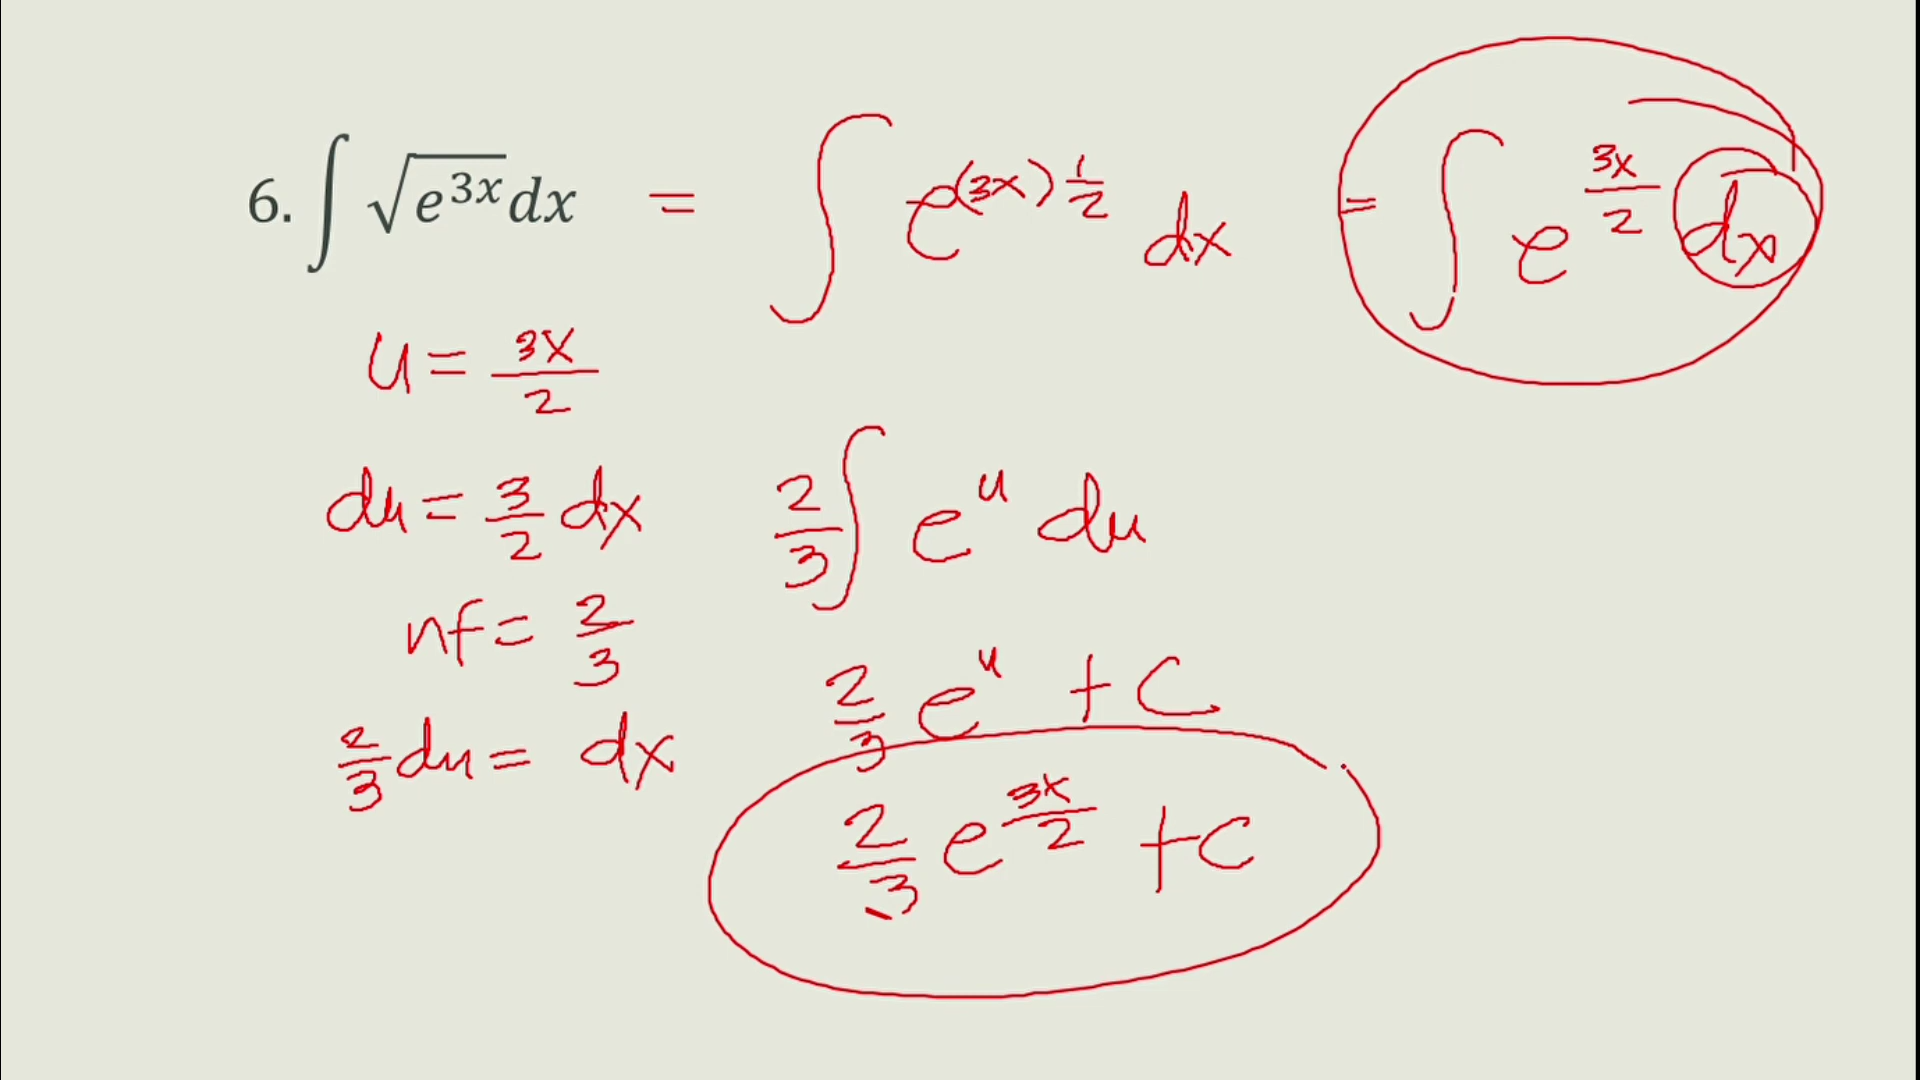 6. ∫ √e^{3x} dx = ∫ e^{(3x) 1/2} dx = ∫ e^{3x/2} dx
u = 3x/2
du = 3/2 dx
nf = 2/3
2/3 du = dx
2/3 ∫ e^u du
2/3 e^u + C
2/3 e^{3x/2} + C